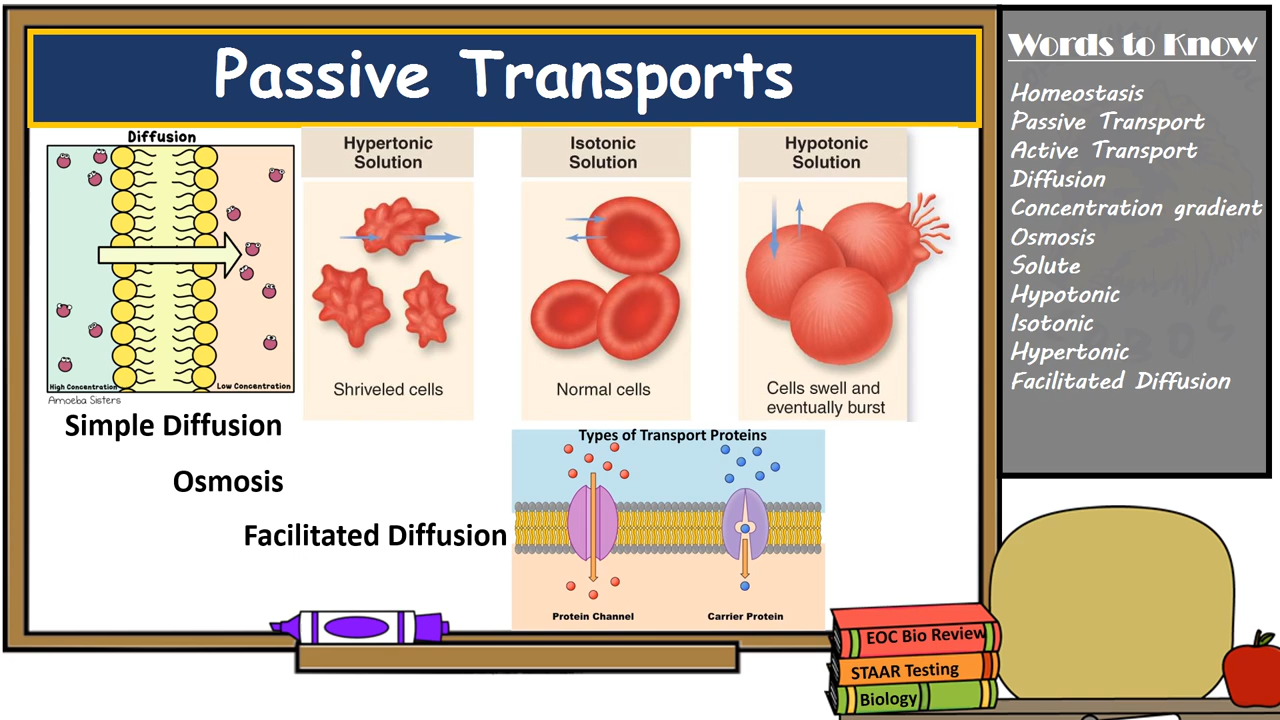 Passive Transports
Words to Know
Homeostasis
Passive Transport
Active Transport
Diffusion
Concentration gradient
Osmosis
Solute
Hypotonic
Isotonic
Hypertonic
Facilitated Diffusion
Diffusion
High Concentration
Low Concentration
Amoeba Sisters
Hypertonic
Solution
Shriveled cells
Isotonic
Solution
Normal cells
Hypotonic
Solution
Cells swell and
eventually burst
Simple Diffusion
Osmosis
Facilitated Diffusion
Types of Transport Proteins
Protein Channel
Carrier Protein
EOC Bio Review
STAAR Testing
Biology